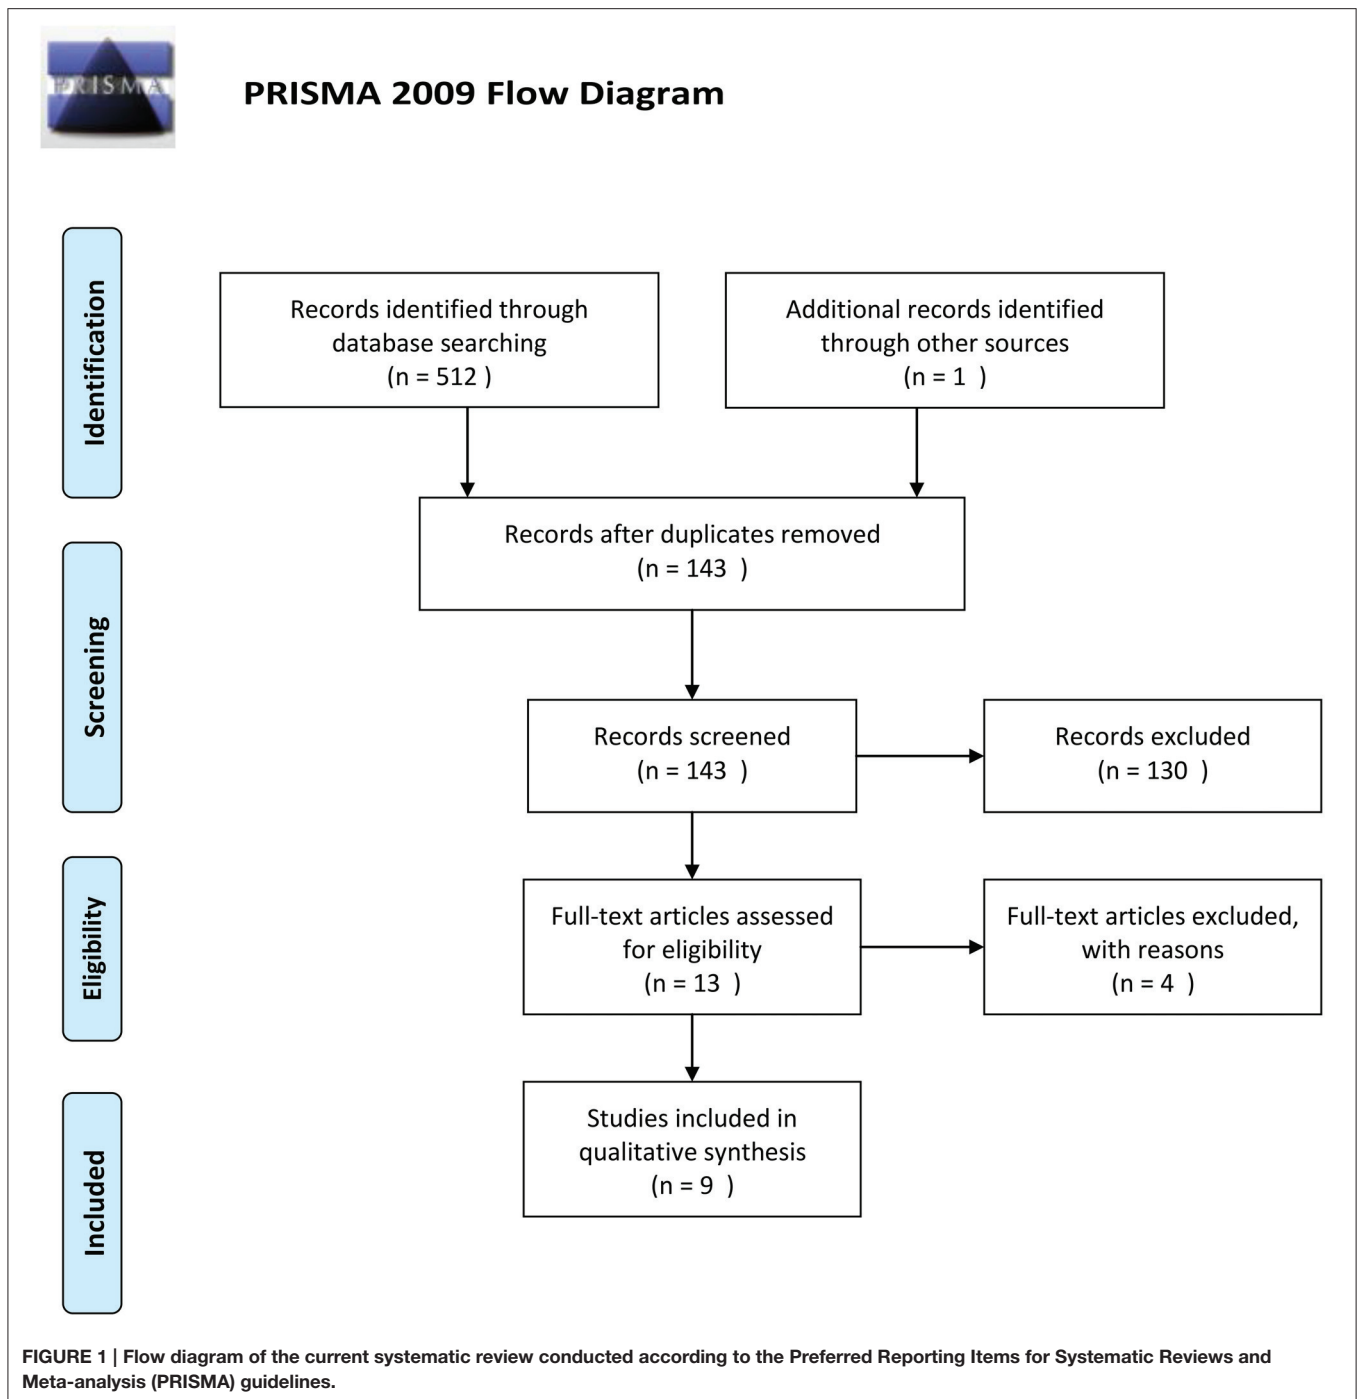 PRISMA
PRISMA 2009 Flow Diagram
Identification
Records identified through
database searching
(n = 512 )
Additional records identified
through other sources
(n = 1 )
Records after duplicates removed
(n = 143 )
Screening
Records screened
(n = 143 )
Records excluded
(n = 130 )
Eligibility
Full-text articles assessed
for eligibility
(n = 13 )
Full-text articles excluded,
with reasons
(n = 4 )
Included
Studies included in
qualitative synthesis
(n = 9 )
FIGURE 1 | Flow diagram of the current systematic review conducted according to the Preferred Reporting Items for Systematic Reviews and
Meta-analysis (PRISMA) guidelines.